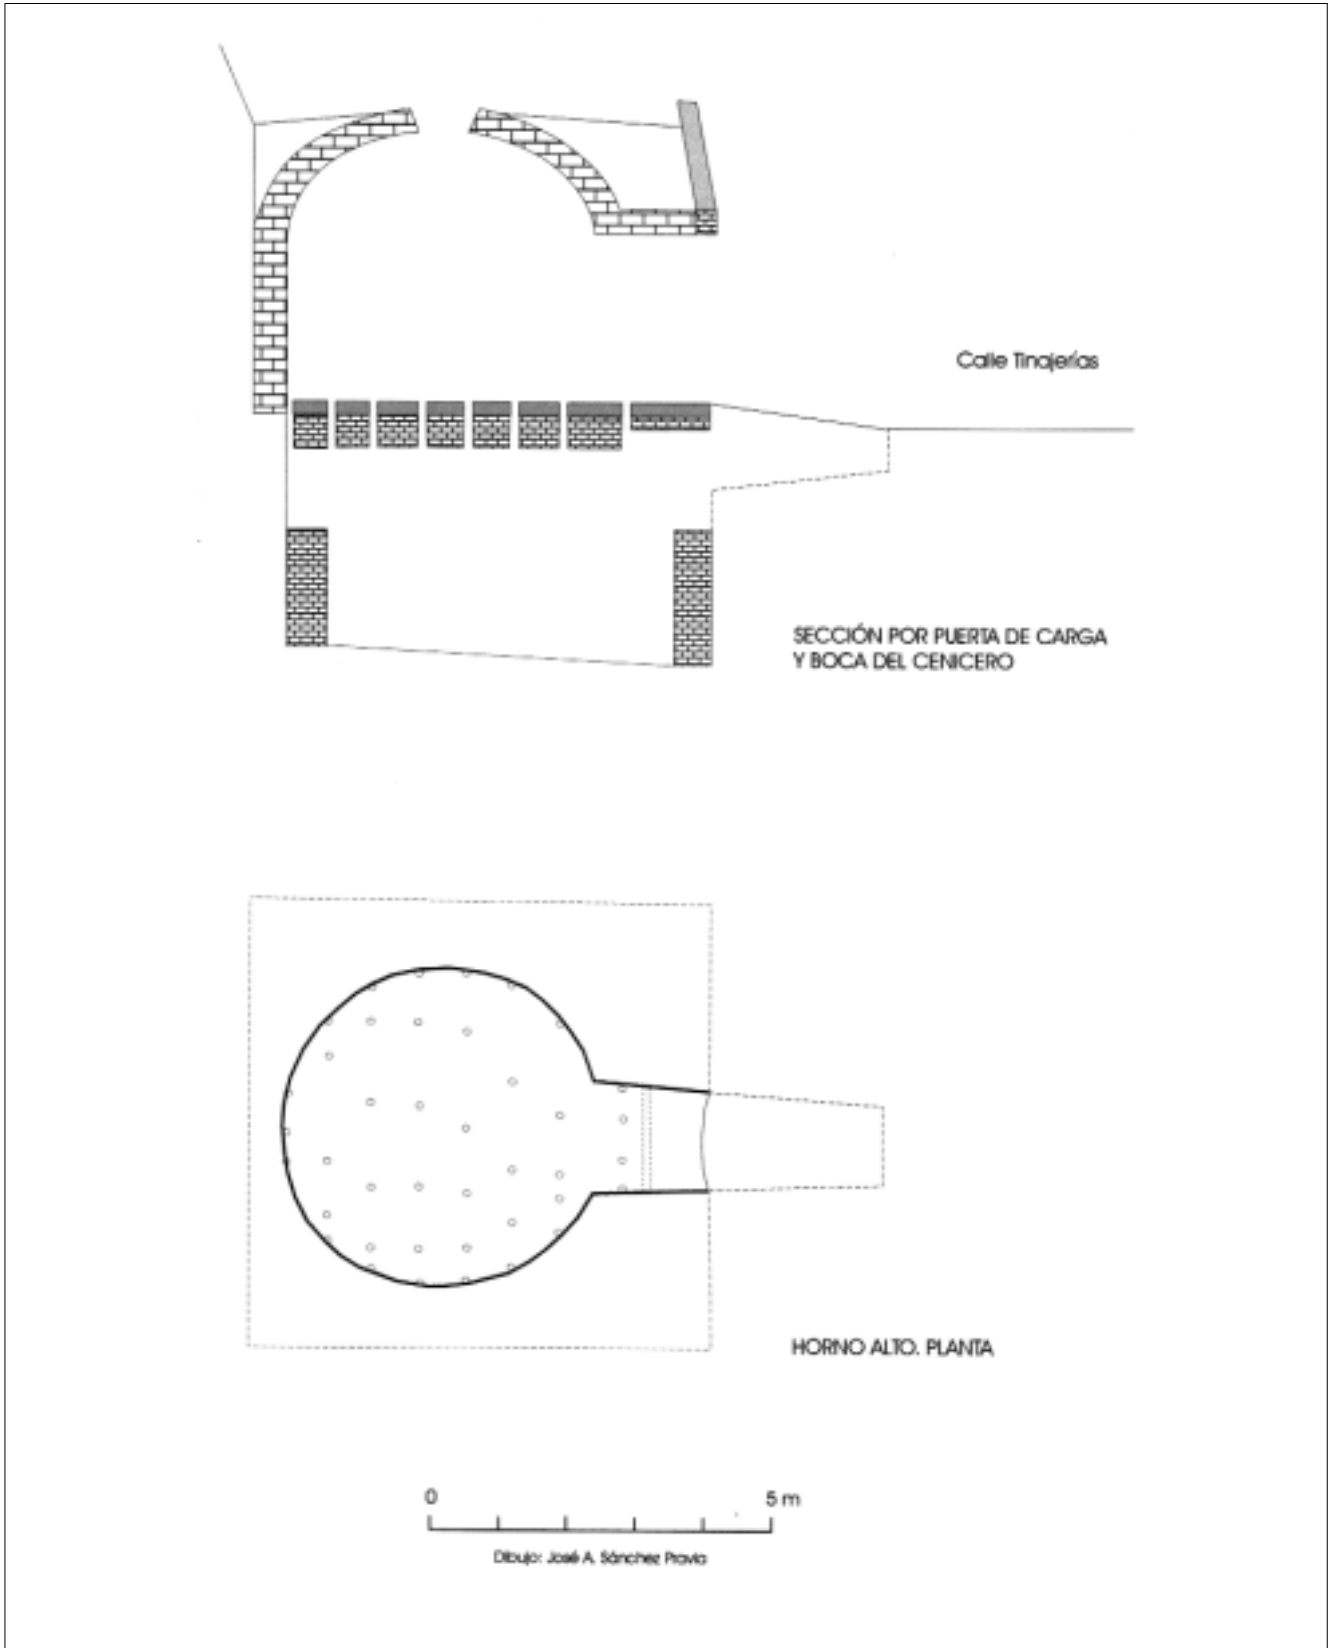 Calle Tinajerías
SECCIÓN POR PUERTA DE CARGA
Y BOCA DEL CENICERO
HORNO ALTO. PLANTA
0 5 m
Dibujo: José A. Sánchez Pravia